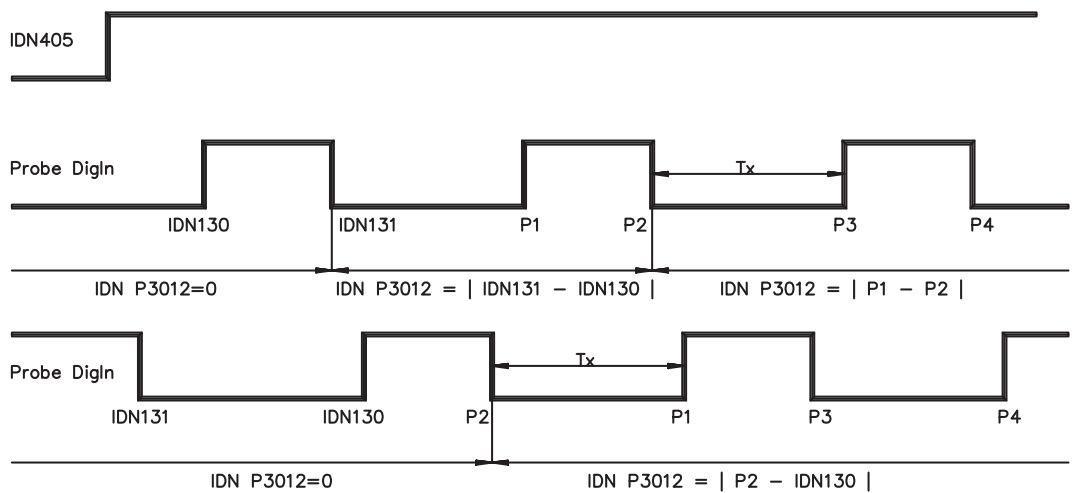 IDN405
Probe DigIn
Tx
IDN130 IDN131 P1 P2 P3 P4
IDN P3012=0 IDN P3012 = | IDN131 - IDN130 | IDN P3012 = | P1 - P2 |
Probe DigIn
Tx
IDN131 IDN130 P2 P1 P3 P4
IDN P3012=0 IDN P3012 = | P2 - IDN130 |